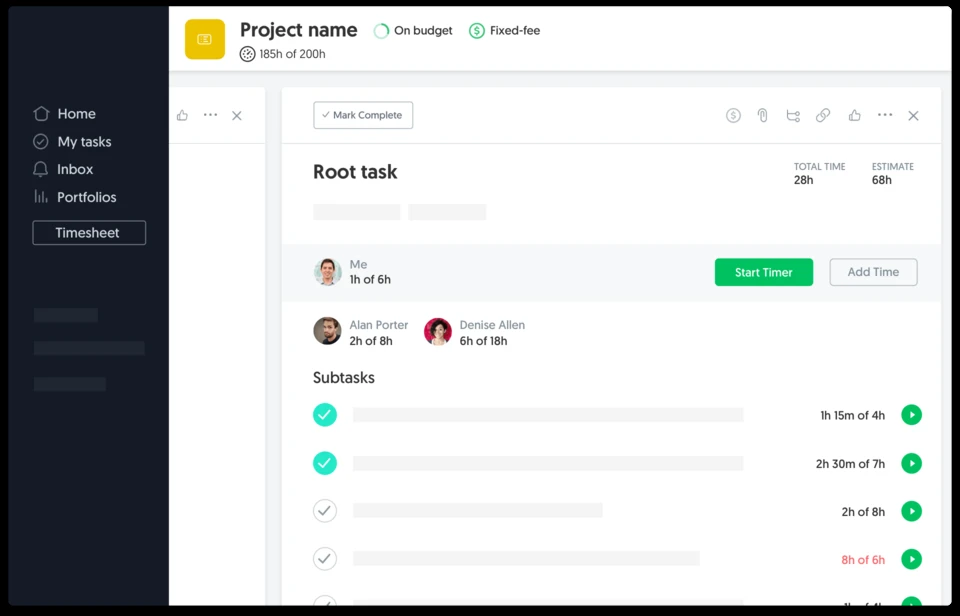 Project name
On budget
Fixed-fee
185h of 200h
Home
My tasks
Inbox
Portfolios
Timesheet
Mark Complete
Root task
TOTAL TIME
28h
ESTIMATE
68h
Me
1h of 6h
Start Timer
Add Time
Alan Porter
2h of 8h
Denise Allen
6h of 18h
Subtasks
1h 15m of 4h
2h 30m of 7h
2h of 8h
8h of 6h
1h of 4h